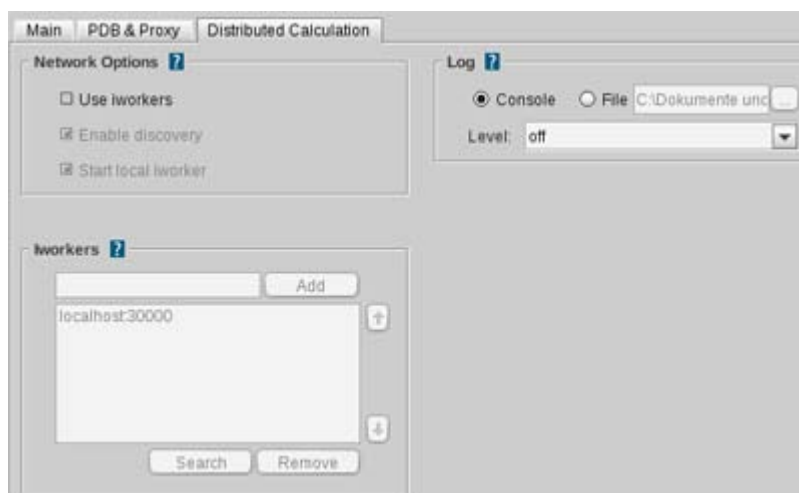 Main PDB & Proxy Distributed Calculation
Network Options ?
Use iworkers
Enable discovery
Start local iworker
Log ?
Console File C:\Dokumente unc ...
Level: off
Iworkers ?
Add
localhost:30000
Search Remove